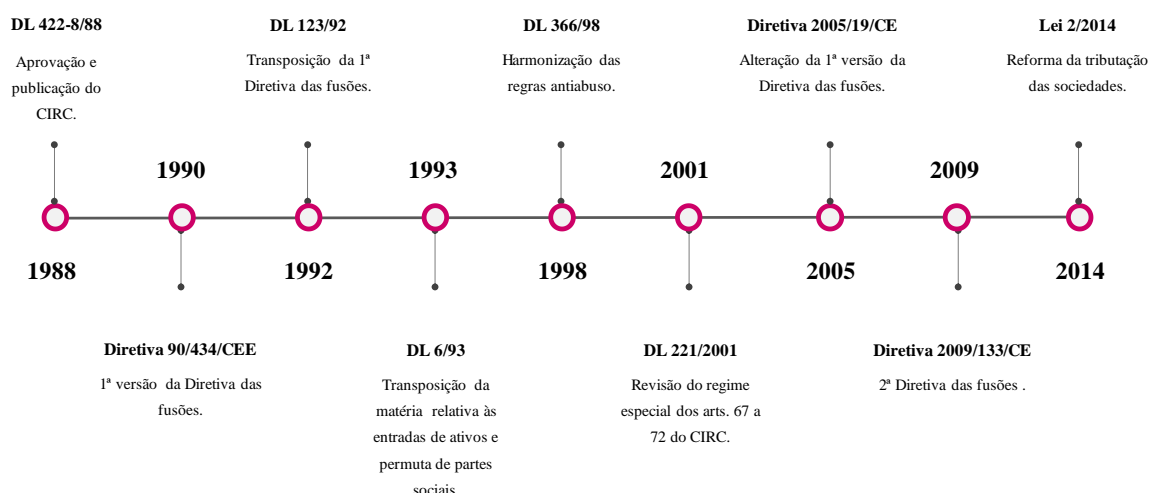 DL 422-8/88
Aprovação e
publicação do
CIRC.
DL 123/92
Transposição da 1ª
Diretiva das fusões.
DL 366/98
Harmonização das
regras antiabuso.
Diretiva 2005/19/CE
Alteração da 1ª versão da
Diretiva das fusões.
Lei 2/2014
Reforma da tributação
das sociedades.
1990
1993
2001
2009
1988
1992
1998
2005
2014
Diretiva 90/434/CEE
1ª versão da Diretiva das
fusões.
DL 6/93
Transposição da
matéria relativa às
entradas de ativos e
permuta de partes
sociais
DL 221/2001
Revisão do regime
especial dos arts. 67 a
72 do CIRC.
Diretiva 2009/133/CE
2ª Diretiva das fusões .